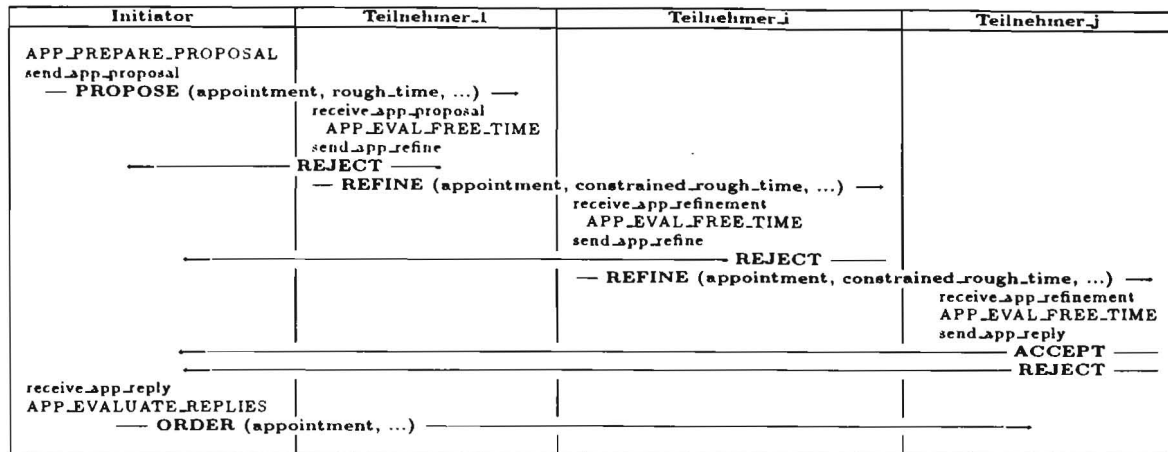 Initiator Teilnehmer_1 Teilnehmer_i Teilnehmer_j
APP_PREPARE_PROPOSAL
send_app_proposal
PROPOSE (appointment, rough_time, ...)
receive_app_proposal
APP_EVAL_FREE_TIME
send_app_refine
REJECT
REFINE (appointment, constrained_rough_time, ...)
receive_app_refinement
APP_EVAL_FREE_TIME
send_app_refine
REJECT
REFINE (appointment, constrained_rough_time, ...)
receive_app_refinement
APP_EVAL_FREE_TIME
send_app_reply
ACCEPT
REJECT
receive_app_reply
APP_EVALUATE_REPLIES
ORDER (appointment, ...)